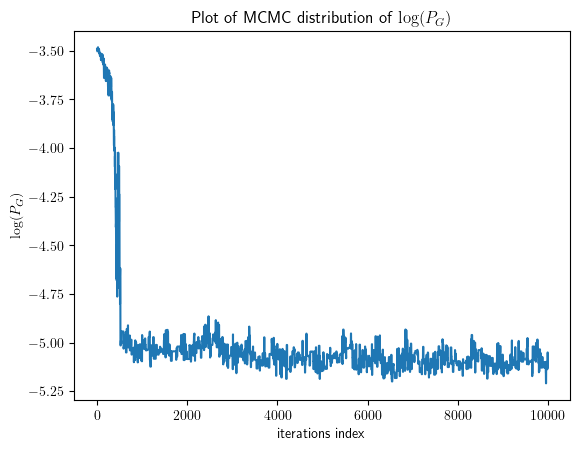 Plot of MCMC distribution of log(P_G)
−3.50
−3.75
−4.00
−4.25
−4.50
−4.75
−5.00
−5.25
log(P_G)
0 2000 4000 6000 8000 10000
iterations index